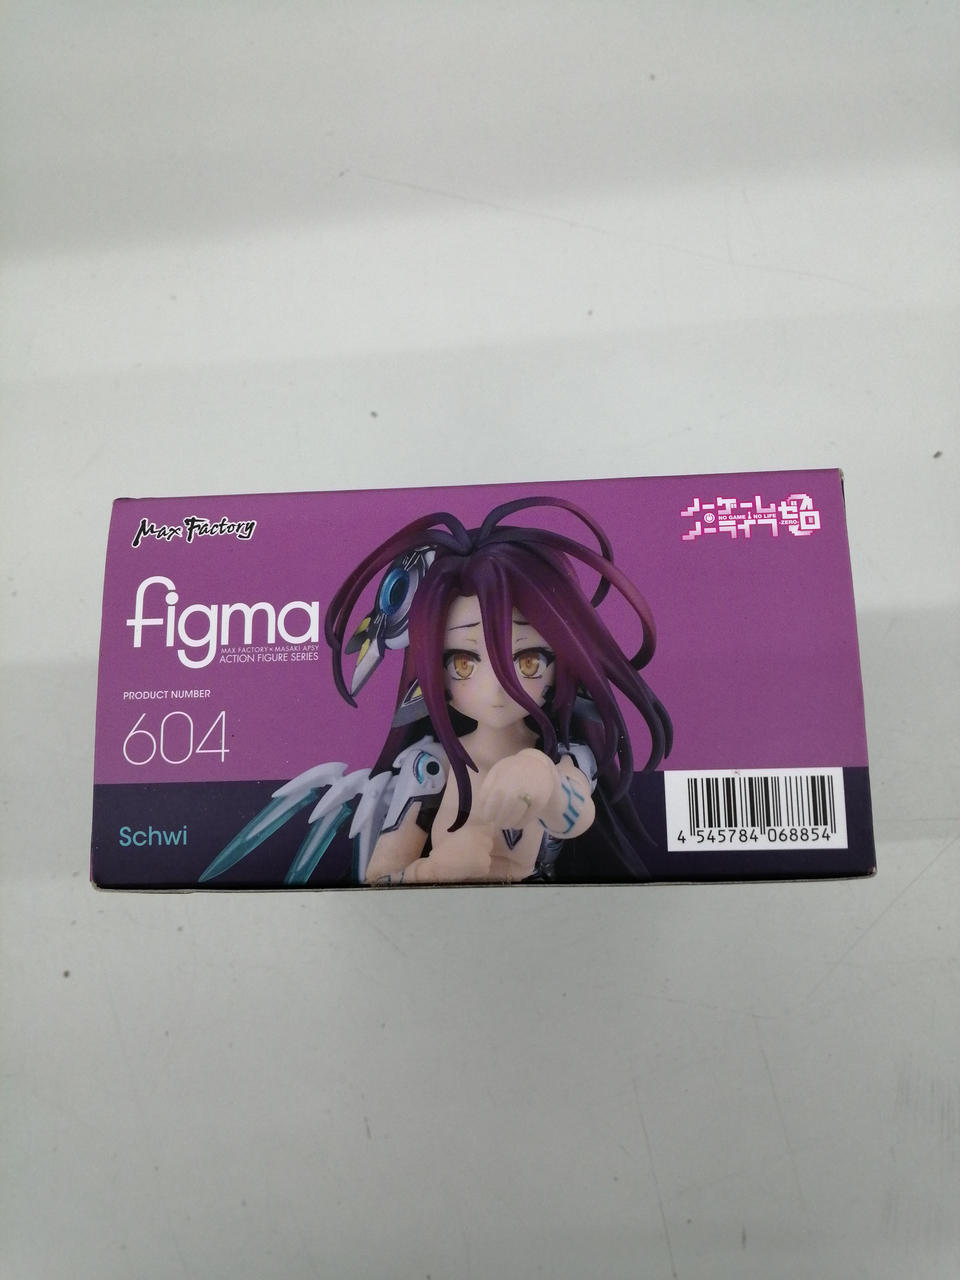 Max Factory
figma
MAX FACTORY × MASAKI APSY
ACTION FIGURE SERIES
PRODUCT NUMBER
604
Schwi
ノーゲーム
NO GAME NO LIFE
ノーライフ
ゼロ
-ZERO-
4 545784 068854